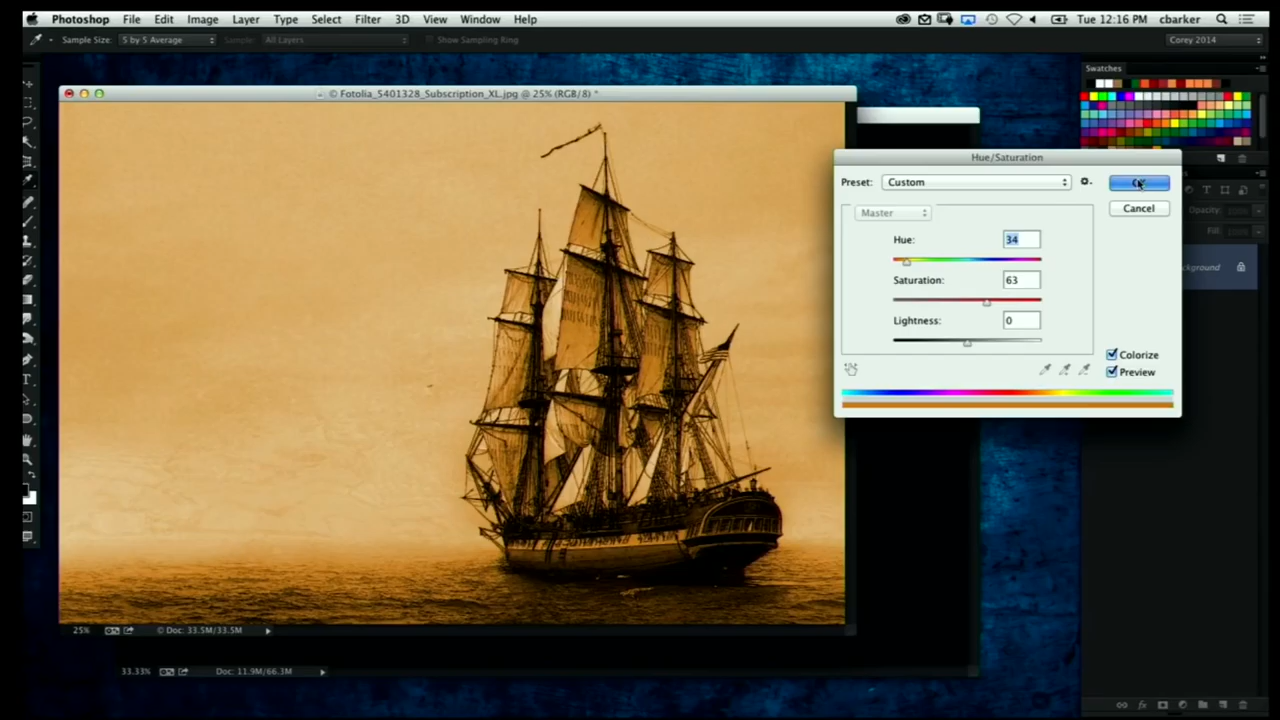 Photoshop File Edit Image Layer Type Select Filter 3D View Window Help Tue 12:16 PM cbarker
Sample Size: 5 by 5 Average Sample: All Layers Show Sampling Ring Corey 2014
Swatches
© Fotolia_5401328_Subscription_XL.jpg @ 25% (RGB/8) *
Hue/Saturation
Preset: Custom
Cancel
Master
Opacity:
Fill:
Hue: 34
Saturation: 63
Lightness: 0
Colorize
Preview
ckground
25% © Doc: 33.5M/33.5M
33.33% Doc: 11.9M/66.3M